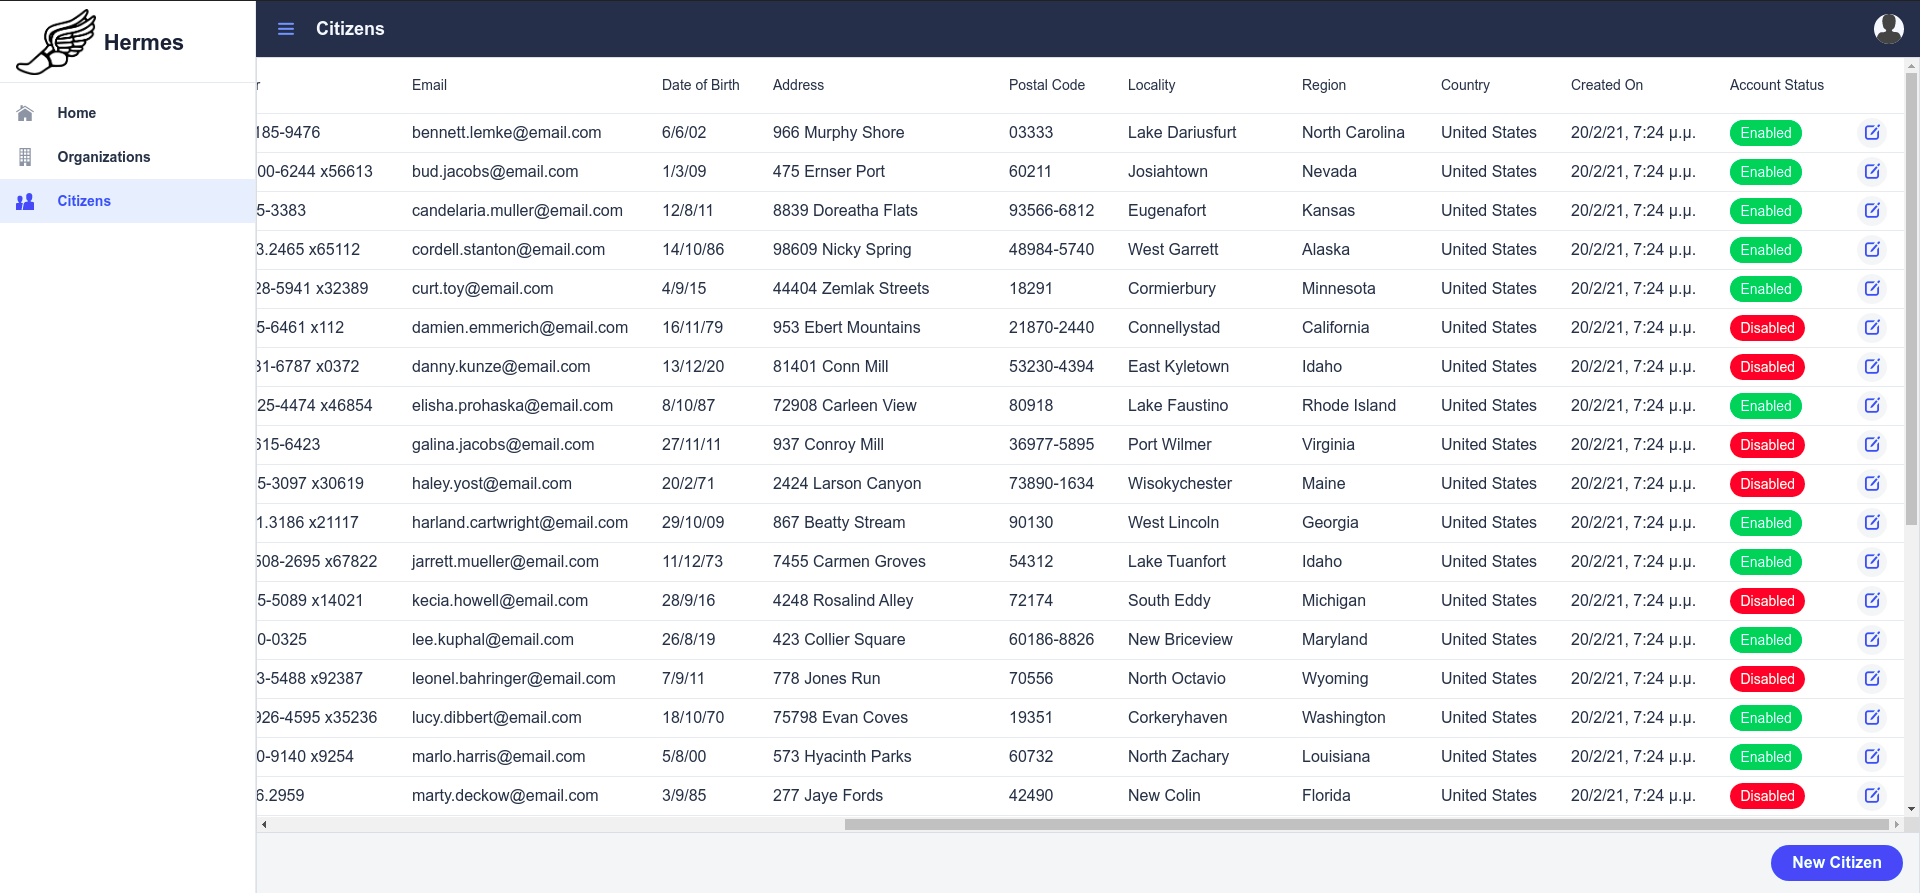 Hermes
Citizens
Home
Organizations
Citizens
Email Date of Birth Address Postal Code Locality Region Country Created On Account Status
185-9476 bennett.lemke@email.com 6/6/02 966 Murphy Shore 03333 Lake Dariusfurt North Carolina United States 20/2/21, 7:24 μ.μ. Enabled
00-6244 x56613 bud.jacobs@email.com 1/3/09 475 Ernser Port 60211 Josiahtown Nevada United States 20/2/21, 7:24 μ.μ. Enabled
5-3383 candelaria.muller@email.com 12/8/11 8839 Doreatha Flats 93566-6812 Eugenafort Kansas United States 20/2/21, 7:24 μ.μ. Enabled
3.2465 x65112 cordell.stanton@email.com 14/10/86 98609 Nicky Spring 48984-5740 West Garrett Alaska United States 20/2/21, 7:24 μ.μ. Enabled
28-5941 x32389 curt.toy@email.com 4/9/15 44404 Zemlak Streets 18291 Cormierbury Minnesota United States 20/2/21, 7:24 μ.μ. Enabled
5-6461 x112 damien.emmerich@email.com 16/11/79 953 Ebert Mountains 21870-2440 Connellystad California United States 20/2/21, 7:24 μ.μ. Disabled
31-6787 x0372 danny.kunze@email.com 13/12/20 81401 Conn Mill 53230-4394 East Kyletown Idaho United States 20/2/21, 7:24 μ.μ. Disabled
25-4474 x46854 elisha.prohaska@email.com 8/10/87 72908 Carleen View 80918 Lake Faustino Rhode Island United States 20/2/21, 7:24 μ.μ. Enabled
615-6423 galina.jacobs@email.com 27/11/11 937 Conroy Mill 36977-5895 Port Wilmer Virginia United States 20/2/21, 7:24 μ.μ. Disabled
5-3097 x30619 haley.yost@email.com 20/2/71 2424 Larson Canyon 73890-1634 Wisokychester Maine United States 20/2/21, 7:24 μ.μ. Disabled
1.3186 x21117 harland.cartwright@email.com 29/10/09 867 Beatty Stream 90130 West Lincoln Georgia United States 20/2/21, 7:24 μ.μ. Enabled
508-2695 x67822 jarrett.mueller@email.com 11/12/73 7455 Carmen Groves 54312 Lake Tuanfort Idaho United States 20/2/21, 7:24 μ.μ. Enabled
5-5089 x14021 kecia.howell@email.com 28/9/16 4248 Rosalind Alley 72174 South Eddy Michigan United States 20/2/21, 7:24 μ.μ. Disabled
0-0325 lee.kuphal@email.com 26/8/19 423 Collier Square 60186-8826 New Briceview Maryland United States 20/2/21, 7:24 μ.μ. Enabled
3-5488 x92387 leonel.bahringer@email.com 7/9/11 778 Jones Run 70556 North Octavio Wyoming United States 20/2/21, 7:24 μ.μ. Disabled
926-4595 x35236 lucy.dibbert@email.com 18/10/70 75798 Evan Coves 19351 Corkeryhaven Washington United States 20/2/21, 7:24 μ.μ. Enabled
0-9140 x9254 marlo.harris@email.com 5/8/00 573 Hyacinth Parks 60732 North Zachary Louisiana United States 20/2/21, 7:24 μ.μ. Enabled
6.2959 marty.deckow@email.com 3/9/85 277 Jaye Fords 42490 New Colin Florida United States 20/2/21, 7:24 μ.μ. Disabled
New Citizen